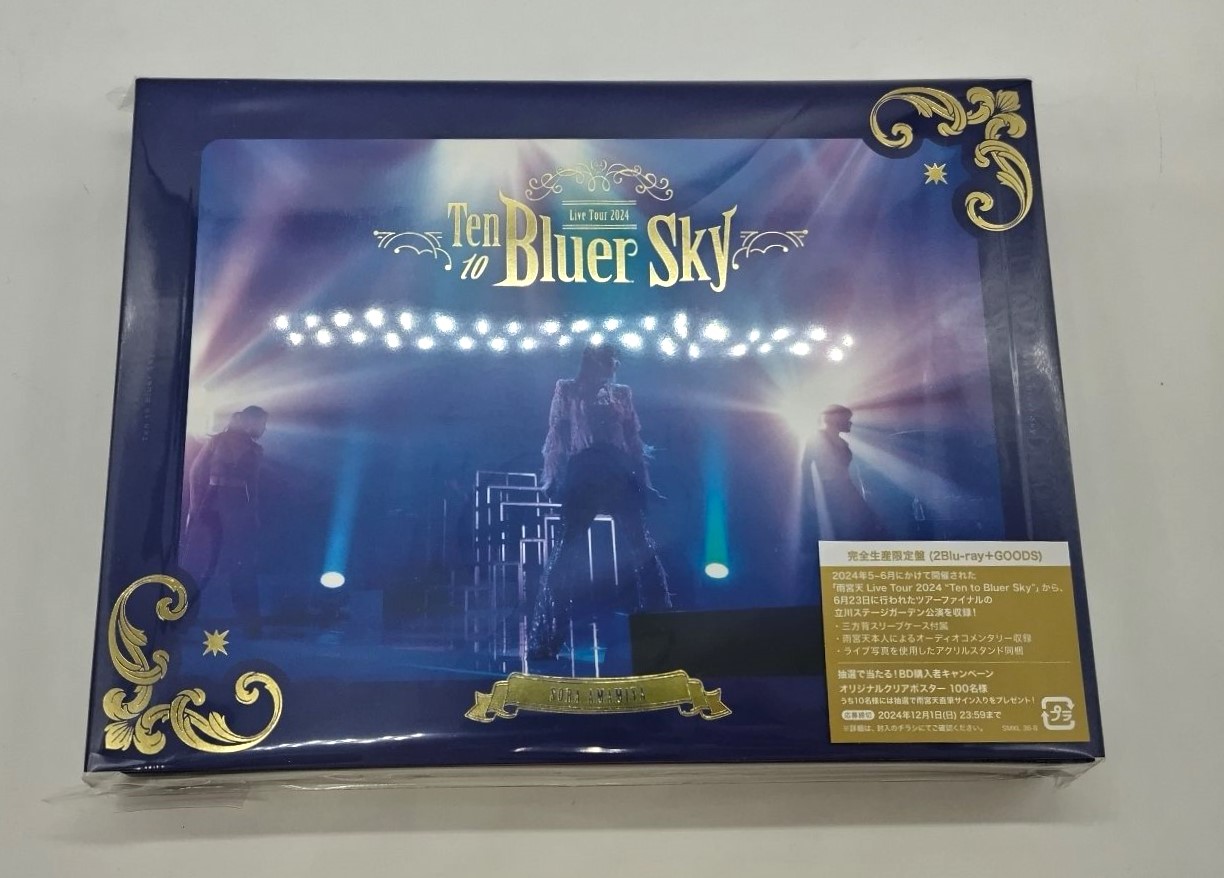 Live Tour 2024
Ten
10
Bluer Sky
SORA AMAMIYA
完全生産限定盤 (2Blu-ray+GOODS)
2024年5-6月にかけて開催された
「雨宮天 Live Tour 2024 "Ten to Bluer Sky"」から、
6月23日に行われたツアーファイナルの
立川ステージガーデン公演を収録!
・三方背スリーブケース付属
・雨宮天本人によるオーディオコメンタリー収録
・ライブ写真を使用したアクリルスタンド同梱
抽選で当たる!BD購入者キャンペーン
オリジナルクリアポスター 100名様
うち10名様には抽選で雨宮天直筆サイン入りをプレゼント!
応募締切 2024年12月1日(日) 23:59まで
※詳細は、封入のチラシにてご確認ください。
プラ